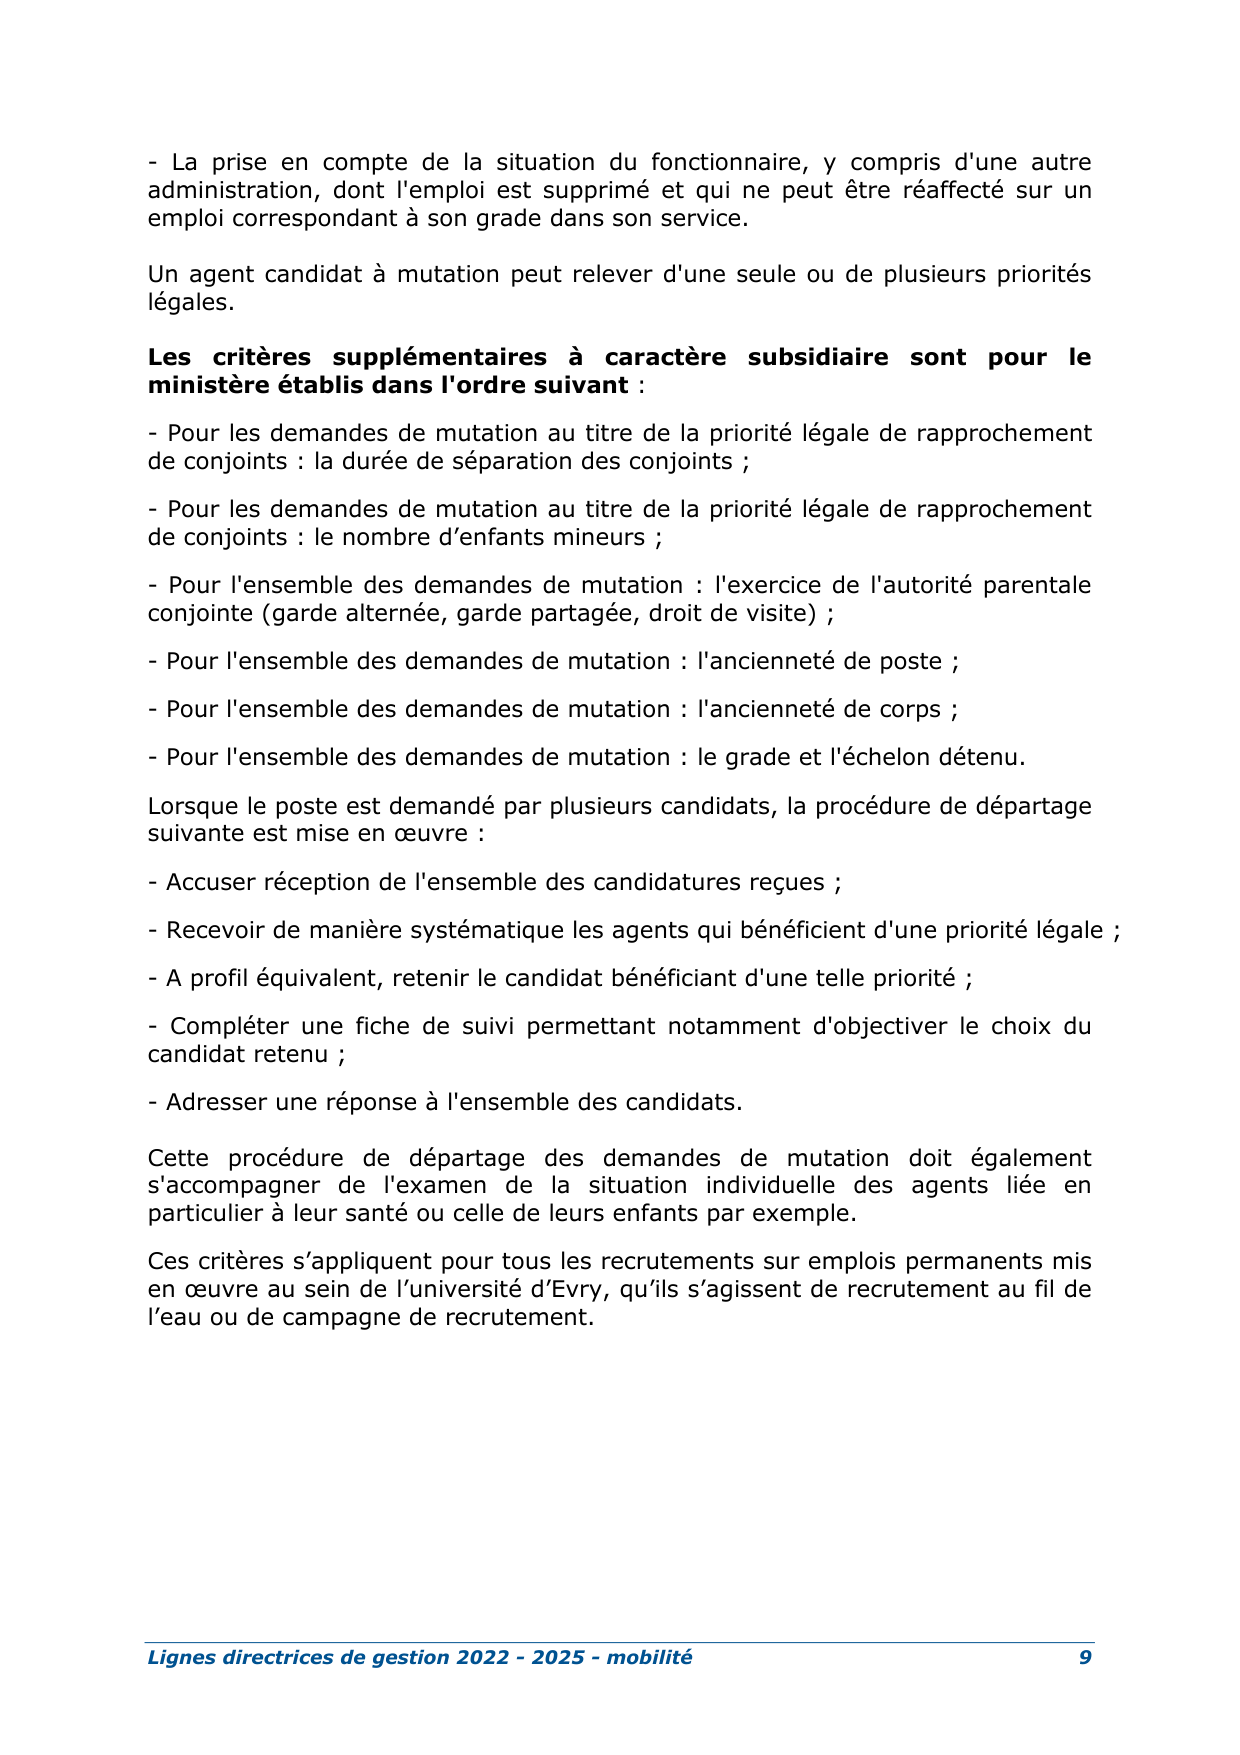 - La prise en compte de la situation du fonctionnaire, y compris d'une autre
administration, dont l'emploi est supprimé et qui ne peut être réaffecté sur un
emploi correspondant à son grade dans son service.
Un agent candidat à mutation peut relever d'une seule ou de plusieurs priorités
légales.
Les critères supplémentaires à caractère subsidiaire sont pour le
ministère établis dans l'ordre suivant :
- Pour les demandes de mutation au titre de la priorité légale de rapprochement
de conjoints : la durée de séparation des conjoints ;
- Pour les demandes de mutation au titre de la priorité légale de rapprochement
de conjoints : le nombre d’enfants mineurs ;
- Pour l'ensemble des demandes de mutation : l'exercice de l'autorité parentale
conjointe (garde alternée, garde partagée, droit de visite) ;
- Pour l'ensemble des demandes de mutation : l'ancienneté de poste ;
- Pour l'ensemble des demandes de mutation : l'ancienneté de corps ;
- Pour l'ensemble des demandes de mutation : le grade et l'échelon détenu.
Lorsque le poste est demandé par plusieurs candidats, la procédure de départage
suivante est mise en œuvre :
- Accuser réception de l'ensemble des candidatures reçues ;
- Recevoir de manière systématique les agents qui bénéficient d'une priorité légale ;
- A profil équivalent, retenir le candidat bénéficiant d'une telle priorité ;
- Compléter une fiche de suivi permettant notamment d'objectiver le choix du
candidat retenu ;
- Adresser une réponse à l'ensemble des candidats.
Cette procédure de départage des demandes de mutation doit également
s'accompagner de l'examen de la situation individuelle des agents liée en
particulier à leur santé ou celle de leurs enfants par exemple.
Ces critères s’appliquent pour tous les recrutements sur emplois permanents mis
en œuvre au sein de l’université d’Evry, qu’ils s’agissent de recrutement au fil de
l’eau ou de campagne de recrutement.
Lignes directrices de gestion 2022 - 2025 - mobilité 9